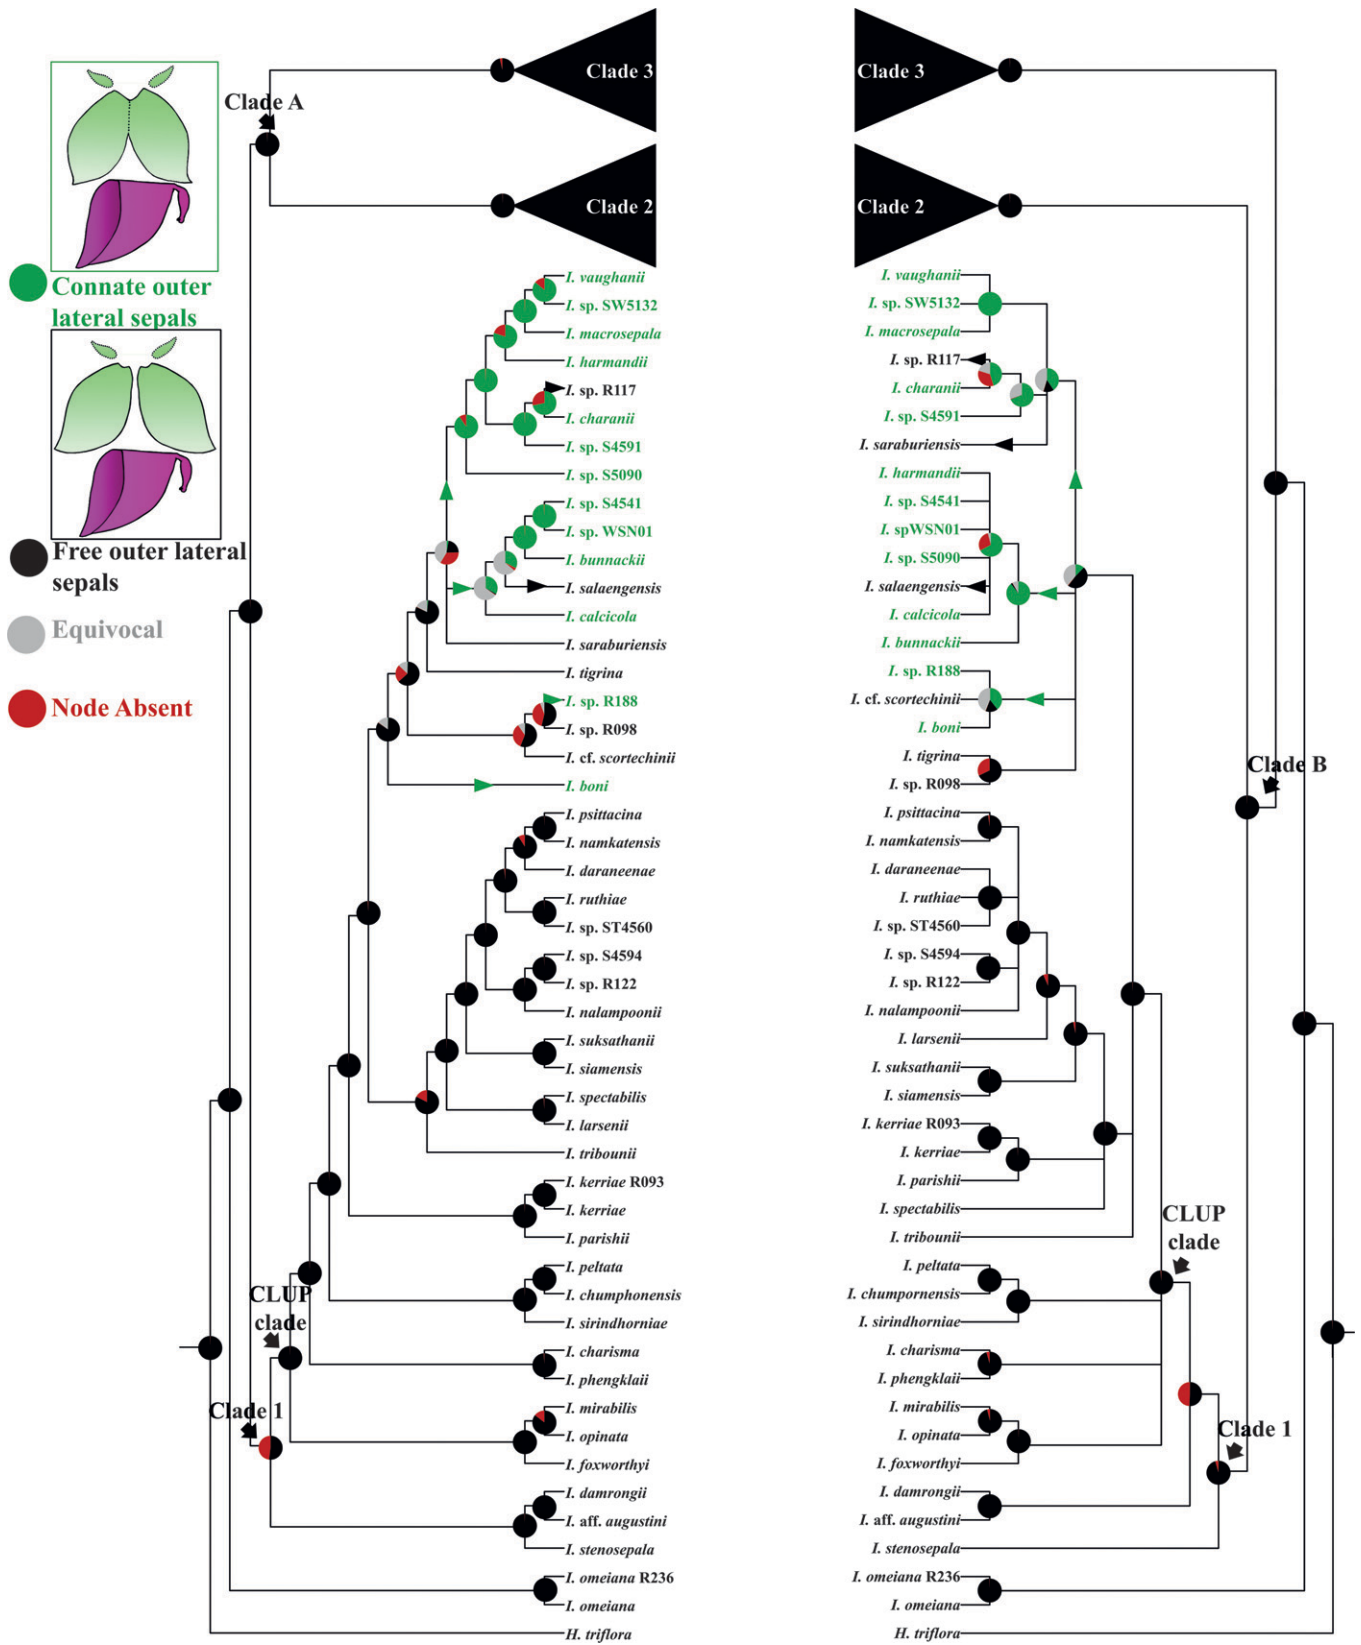 Clade A
Clade 3
Clade 2
Connate outer
lateral sepals
Free outer lateral
sepals
Equivocal
Node Absent
I. vaughanii
I. sp. SW5132
I. macrosepala
I. harmandii
I. sp. R117
I. charanii
I. sp. S4591
I. sp. S5090
I. sp. S4541
I. sp. WSN01
I. bunnackii
I. salaengensis
I. calcicola
I. saraburiensis
I. tigrina
I. sp. R188
I. sp. R098
I. cf. scortechinii
I. boni
I. psittacina
I. namkatensis
I. daraneenae
I. ruthiae
I. sp. ST4560
I. sp. S4594
I. sp. R122
I. nalampoonii
I. suksathanii
I. siamensis
I. spectabilis
I. larsenii
I. tribounii
I. kerriae R093
I. kerriae
I. parishii
I. peltata
I. chumphonensis
I. sirindhorniae
I. charisma
I. phengklaii
I. mirabilis
I. opinata
I. foxworthyi
I. damrongii
I. aff. augustini
I. stenosepala
I. omeiana R236
I. omeiana
H. triflora
CLUP
clade
Clade 1
Clade 3
Clade 2
I. vaughanii
I. sp. SW5132
I. macrosepala
I. sp. R117
I. charanii
I. sp. S4591
I. saraburiensis
I. harmandii
I. sp. S4541
I. spWSN01
I. sp. S5090
I. salaengensis
I. calcicola
I. bunnackii
I. sp. R188
I. cf. scortechinii
I. boni
I. tigrina
I. sp. R098
I. psittacina
I. namkatensis
I. daraneenae
I. ruthiae
I. sp. ST4560
I. sp. S4594
I. sp. R122
I. nalampoonii
I. larsenii
I. suksathanii
I. siamensis
I. kerriae R093
I. kerriae
I. parishii
I. spectabilis
I. tribounii
I. peltata
I. chumpornensis
I. sirindhorniae
I. charisma
I. phengklaii
I. mirabilis
I. opinata
I. foxworthyi
I. damrongii
I. aff. augustini
I. stenosepala
I. omeiana R236
I. omeiana
H. triflora
Clade B
CLUP
clade
Clade 1